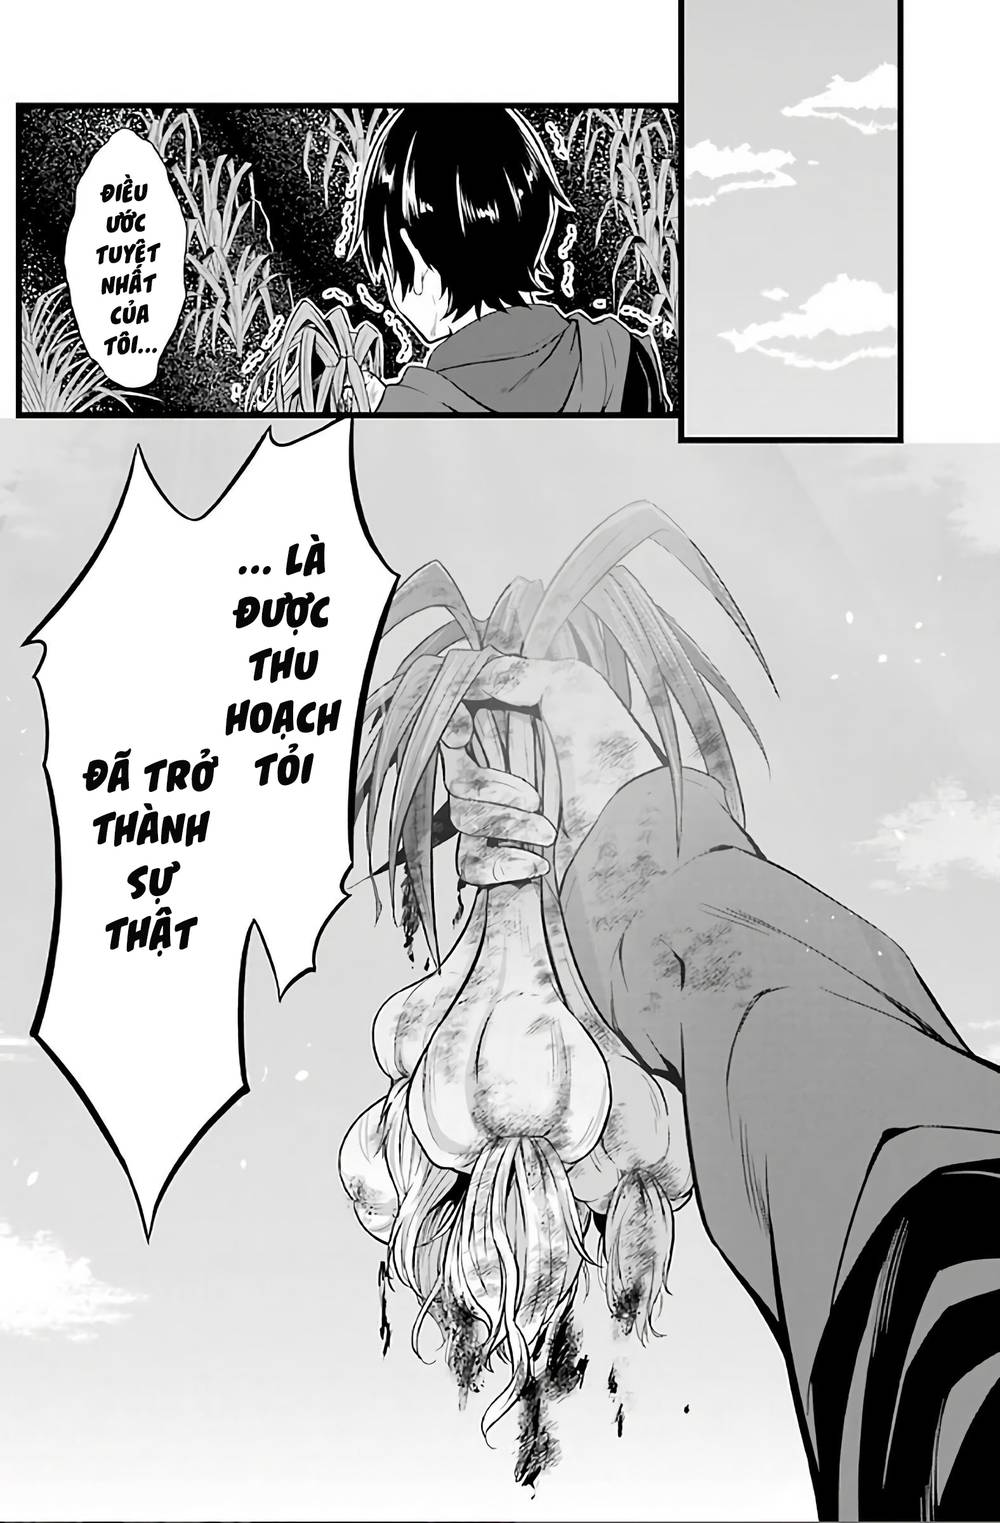 ĐIỀU
ƯỚC
TUYỆT
NHẤT
CỦA
TÔI...
... LÀ
ĐƯỢC
THU
HOẠCH
TỎI
ĐÃ TRỞ
THÀNH
SỰ
THẬT